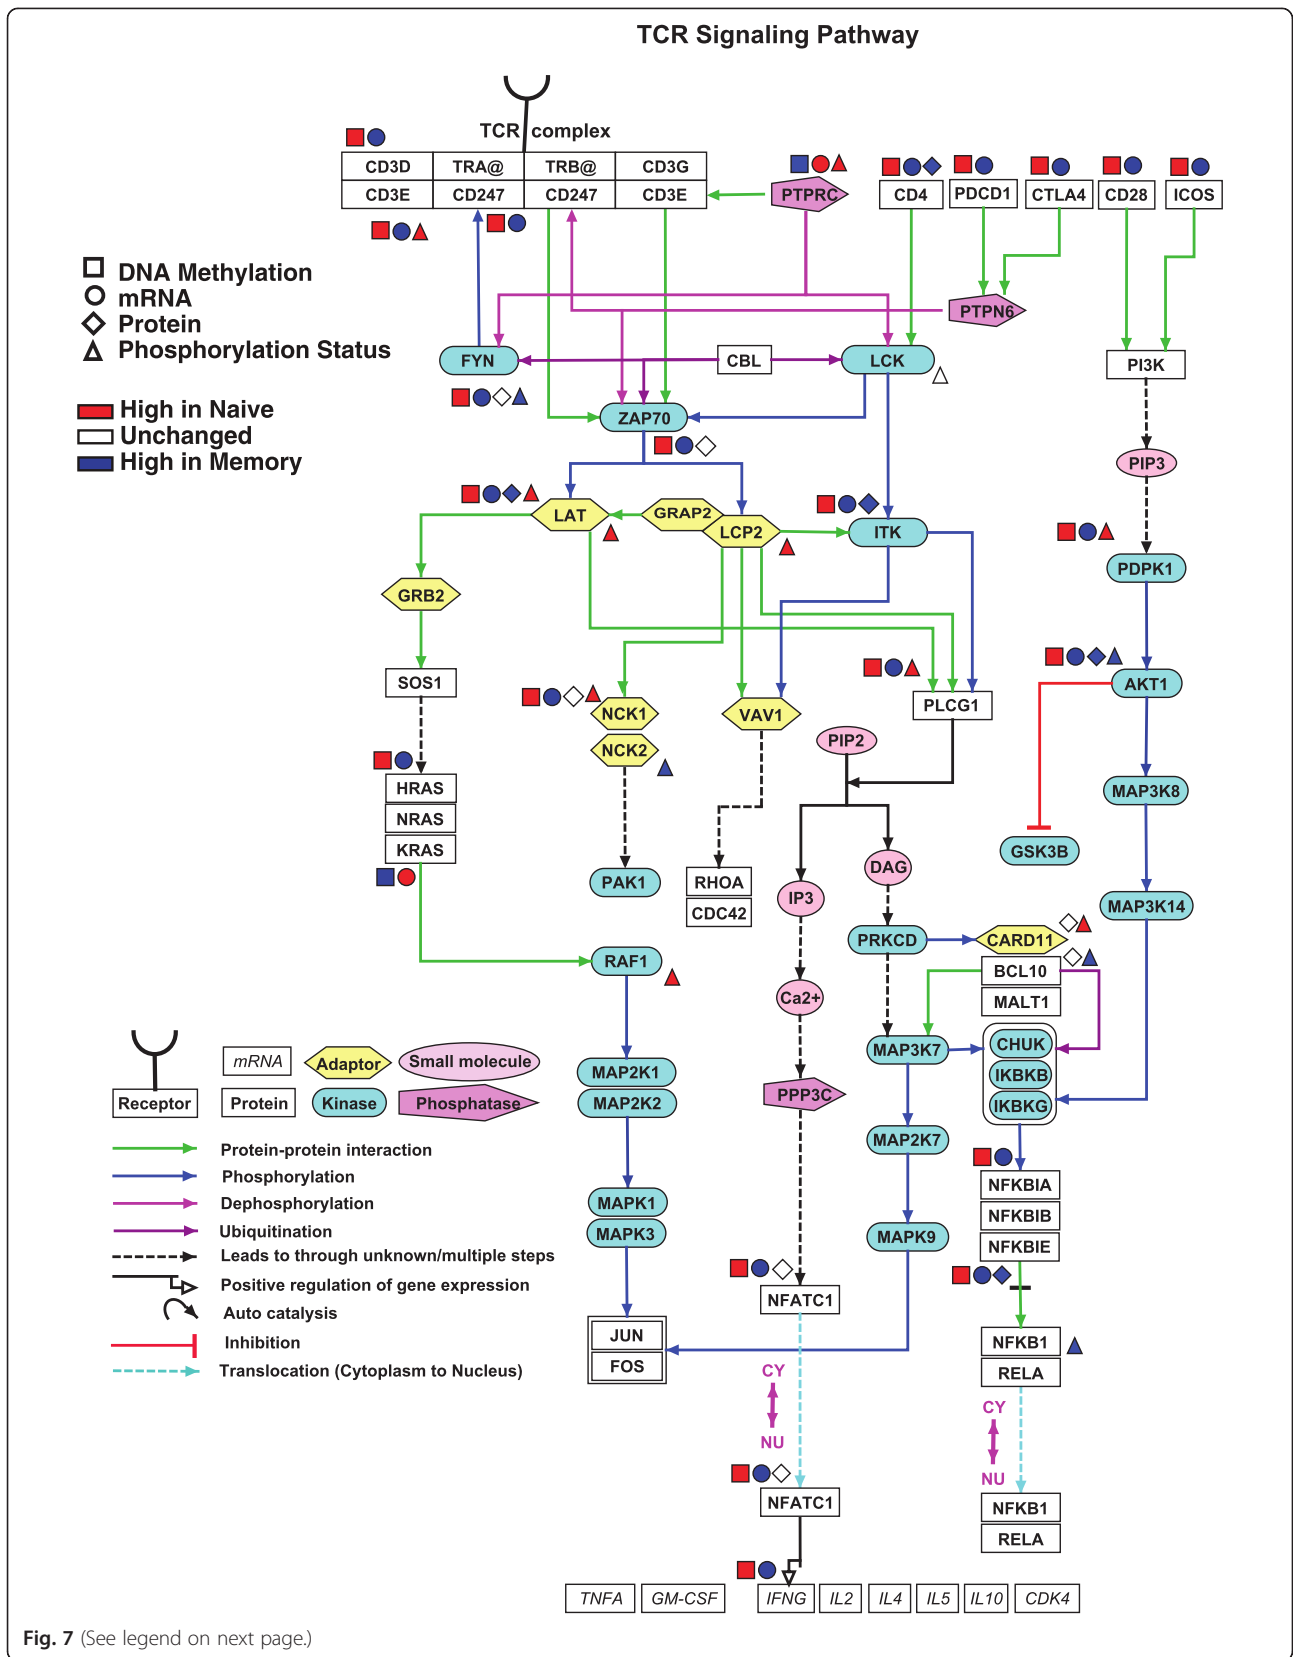 TCR Signaling Pathway
TCR complex
CD3D TRA@ TRB@ CD3G
CD3E CD247 CD247 CD3E
PTPRC
CD4
PDCD1
CTLA4
CD28
ICOS
DNA Methylation
mRNA
Protein
Phosphorylation Status
High in Naive
Unchanged
High in Memory
PTPN6
FYN
CBL
LCK
PI3K
ZAP70
PIP3
LAT
GRAP2
LCP2
ITK
PDPK1
GRB2
SOS1
AKT1
NCK1
NCK2
VAV1
PLCG1
PIP2
HRAS
NRAS
KRAS
MAP3K8
GSK3B
DAG
PAK1
RHOA
CDC42
IP3
MAP3K14
PRKCD
CARD11
BCL10
MALT1
RAF1
Ca2+
MAP3K7
CHUK
IKBKB
IKBKG
MAP2K1
MAP2K2
PPP3C
MAP2K7
mRNA
Adaptor
Small molecule
Receptor
Protein
Kinase
Phosphatase
Protein-protein interaction
Phosphorylation
Dephosphorylation
Ubiquitination
Leads to through unknown/multiple steps
Positive regulation of gene expression
Auto catalysis
Inhibition
Translocation (Cytoplasm to Nucleus)
MAPK1
MAPK3
MAPK9
NFKBIA
NFKBIB
NFKBIE
NFATC1
JUN
FOS
NFKB1
RELA
CY
NU
CY
NU
NFATC1
NFKB1
RELA
TNFA GM-CSF IFNG IL2 IL4 IL5 IL10 CDK4
Fig. 7 (See legend on next page.)